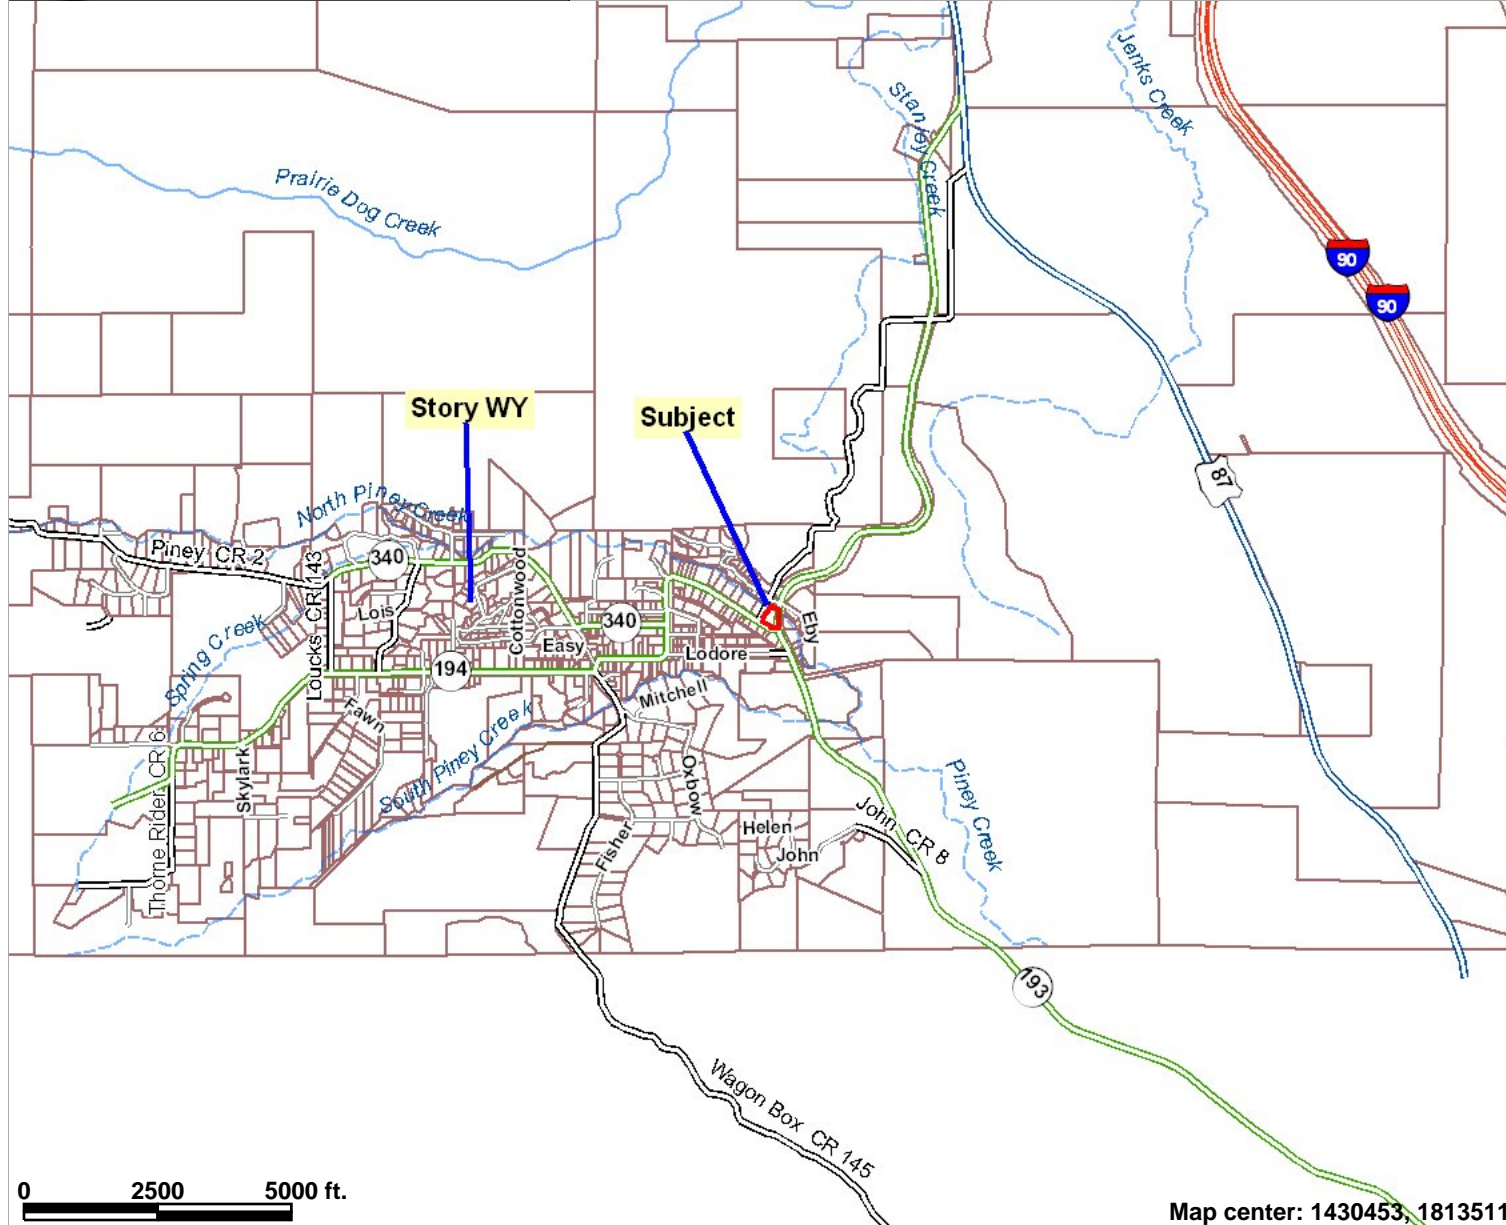 Jenks Creek
Stanley Creek
Prairie Dog Creek
90
90
Story WY
Subject
87
North Piney Creek
Piney CR 2
340
Loucks CR 143
Lois
Cottonwood
340
Easy
Eby
Lodore
194
Spring Creek
Mitchell
Fawn
South Piney Creek
Thorne Rider CR 63
Skylark
Oxbow
Piney Creek
John CR 8
Helen
John
Fisher
193
Wagon Box CR 145
0 2500 5000 ft.
Map center: 1430453, 1813511